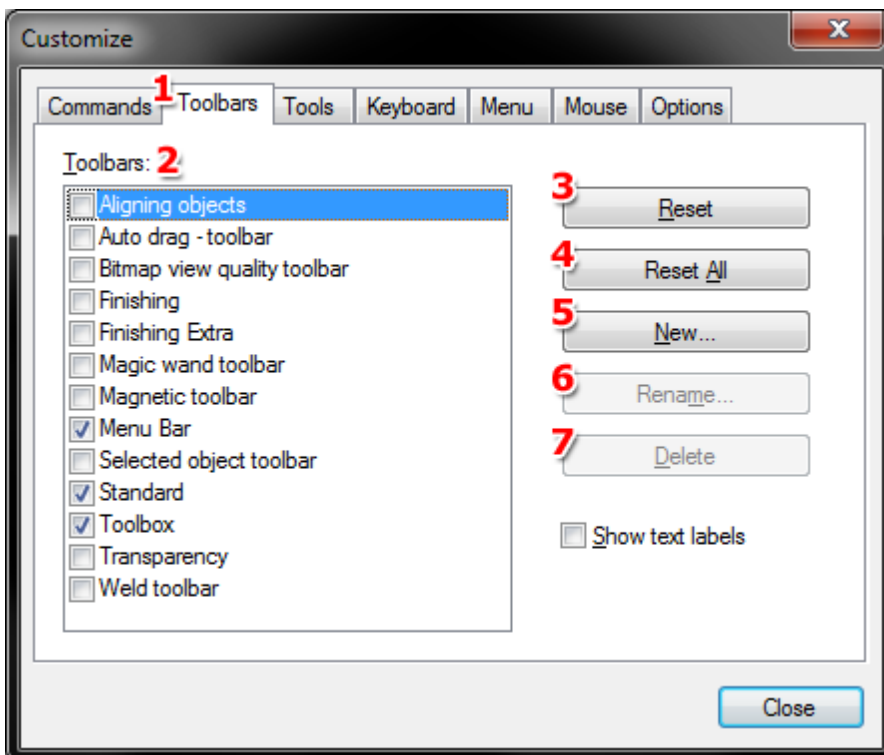 Customize
1
Commands Toolbars Tools Keyboard Menu Mouse Options
Toolbars: 2
Aligning objects
Auto drag - toolbar
Bitmap view quality toolbar
Finishing
Finishing Extra
Magic wand toolbar
Magnetic toolbar
Menu Bar
Selected object toolbar
Standard
Toolbox
Transparency
Weld toolbar
3
Reset
4
Reset All
5
New...
6
Rename...
7
Delete
Show text labels
Close